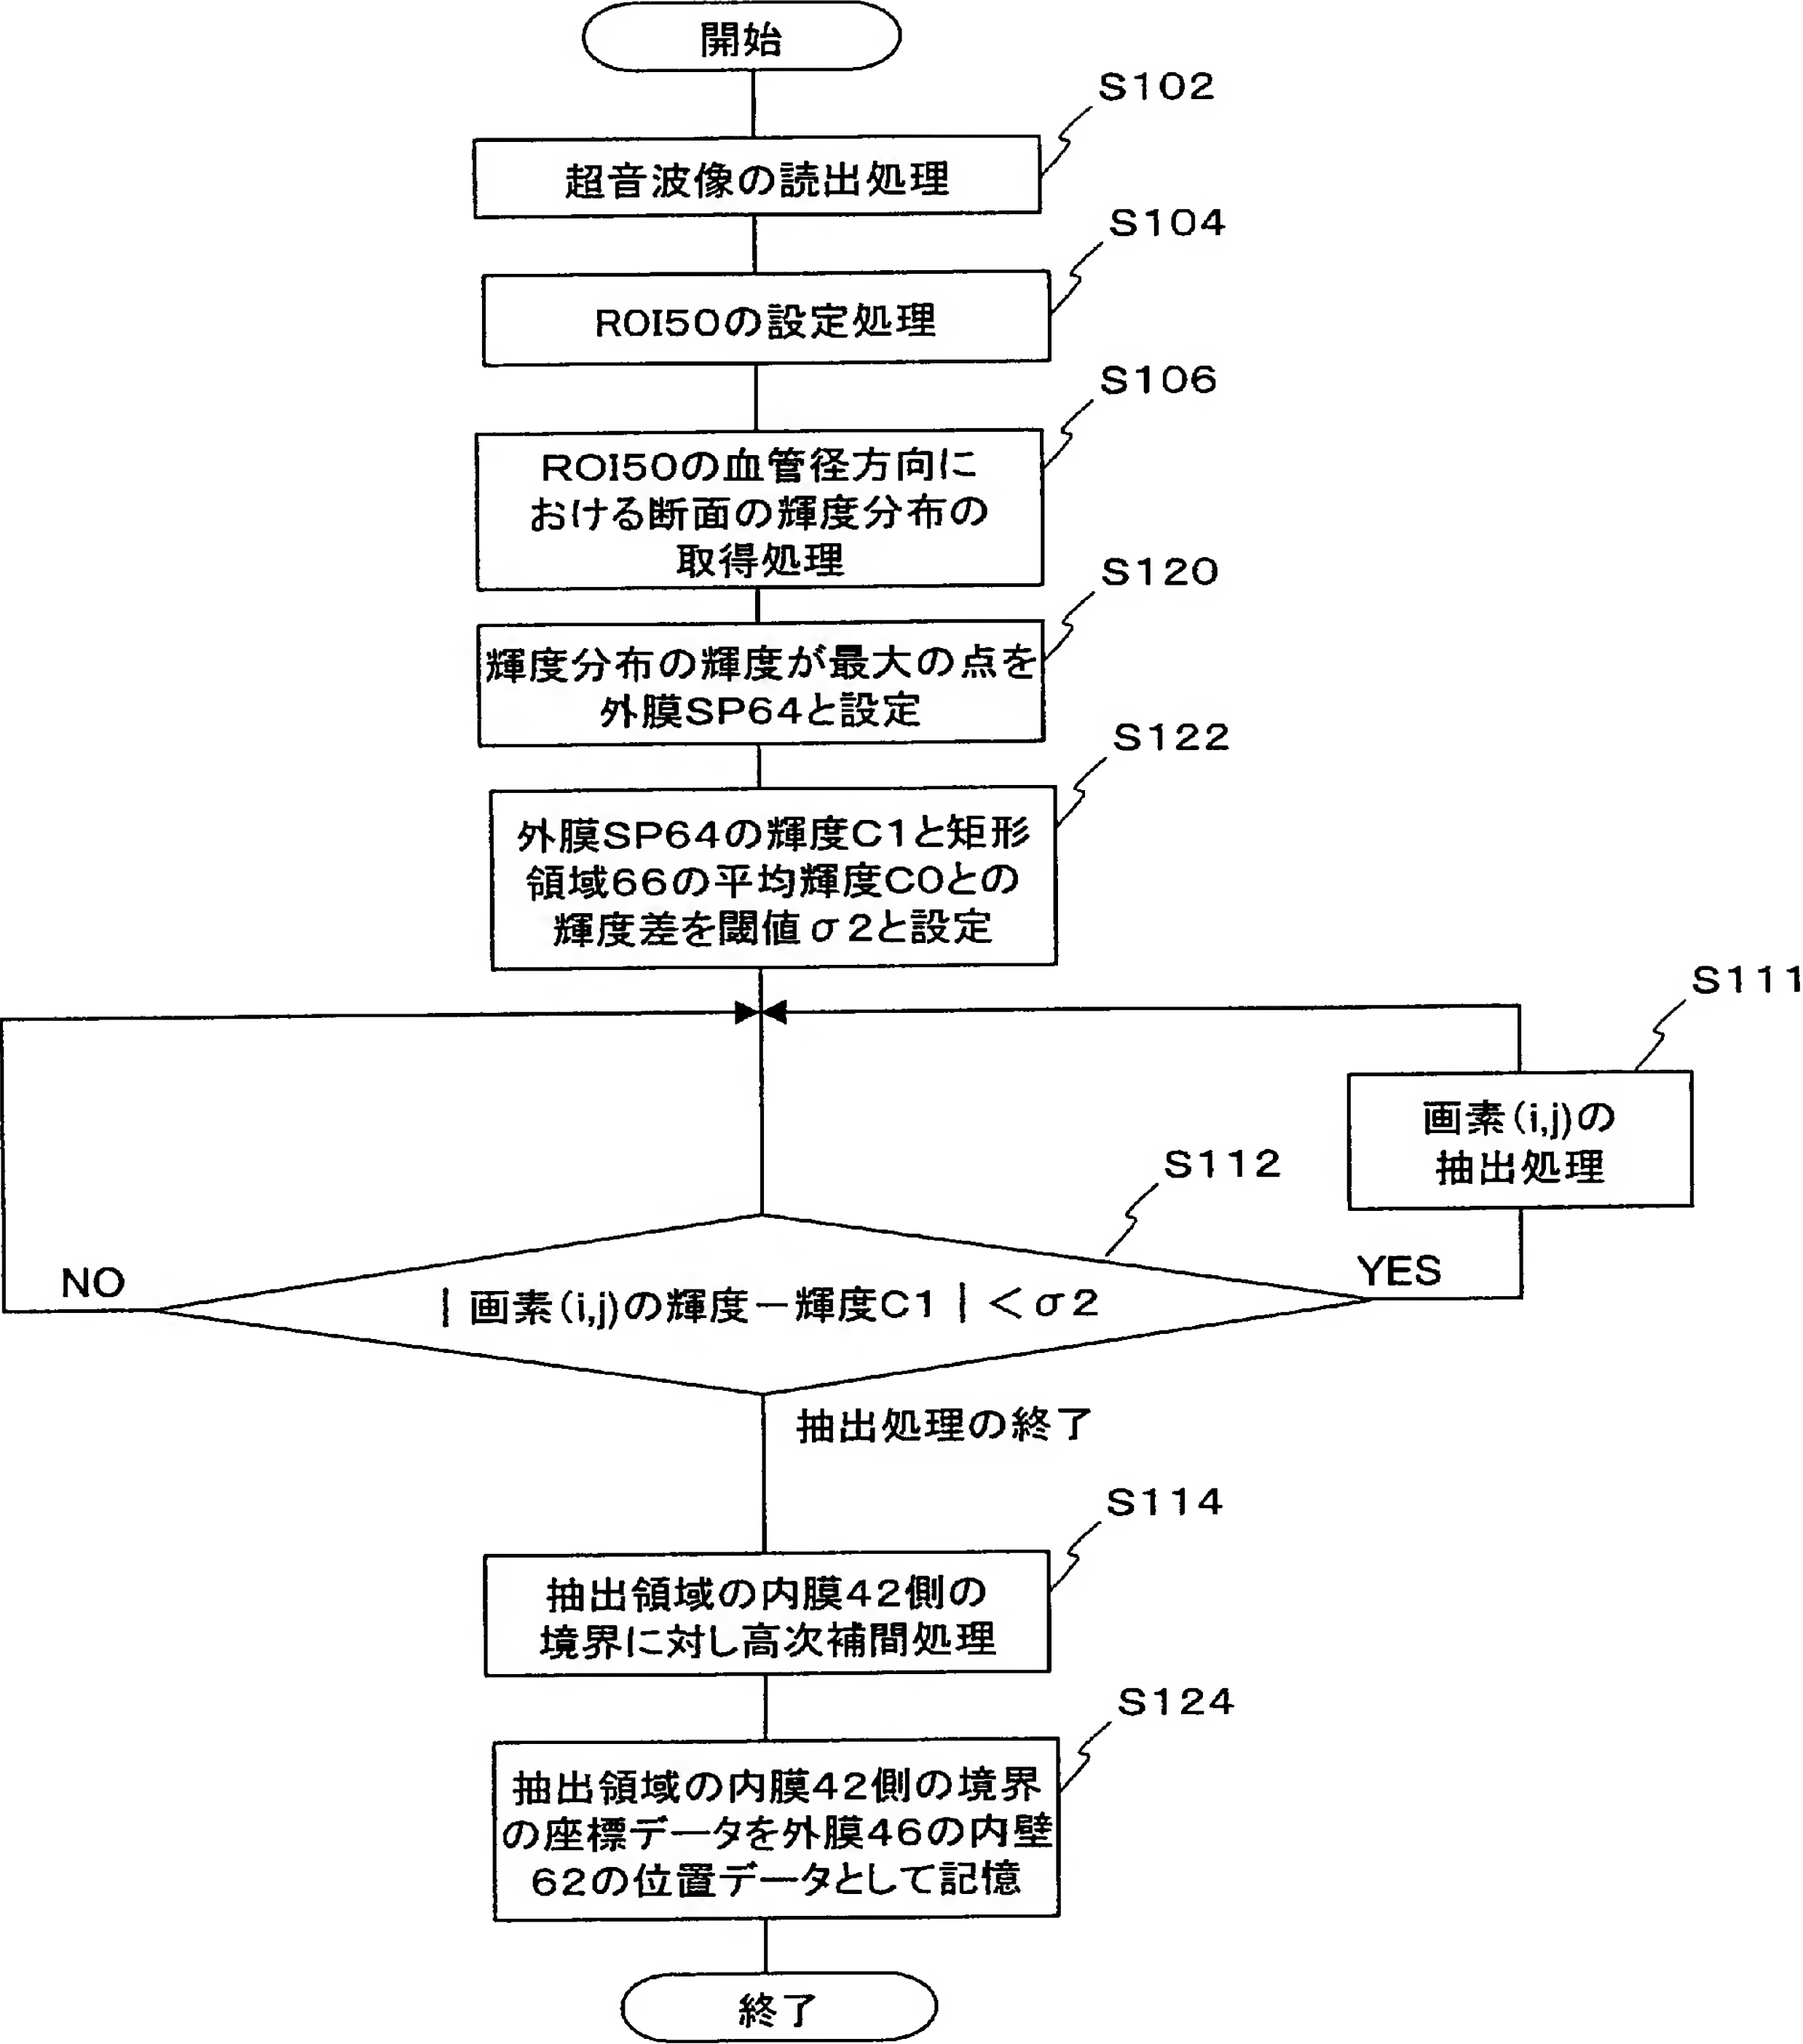 開始
S102
超音波像の読出処理
S104
ROI50の設定処理
S106
ROI50の血管径方向に
おける断面の輝度分布の
取得処理
S120
輝度分布の輝度が最大の点を
外膜SP64と設定
S122
外膜SP64の輝度C1と矩形
領域66の平均輝度C0との
輝度差を閾値σ2と設定
S111
画素(i,j)の
抽出処理
S112
NO
YES
|画素(i,j)の輝度-輝度C1|<σ2
抽出処理の終了
S114
抽出領域の内膜42側の
境界に対し高次補間処理
S124
抽出領域の内膜42側の境界
の座標データを外膜46の内壁
62の位置データとして記憶
終了